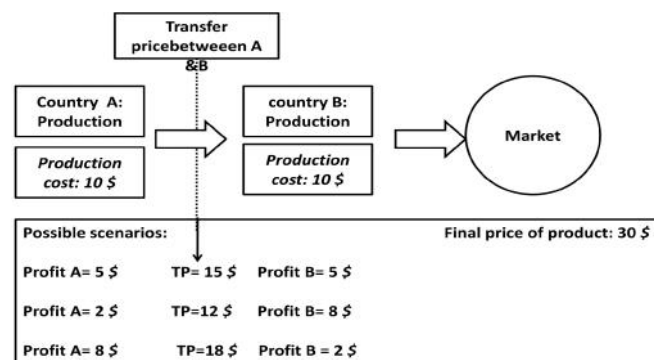 Transfer
pricebetweeen A
&B
Country A:
Production
country B:
Production
Market
Production
cost: 10 $
Production
cost: 10 $
Possible scenarios:
Final price of product: 30 $
Profit A= 5 $ TP= 15 $ Profit B= 5 $
Profit A= 2 $ TP=12 $ Profit B= 8 $
Profit A= 8 $ TP=18 $ Profit B = 2 $